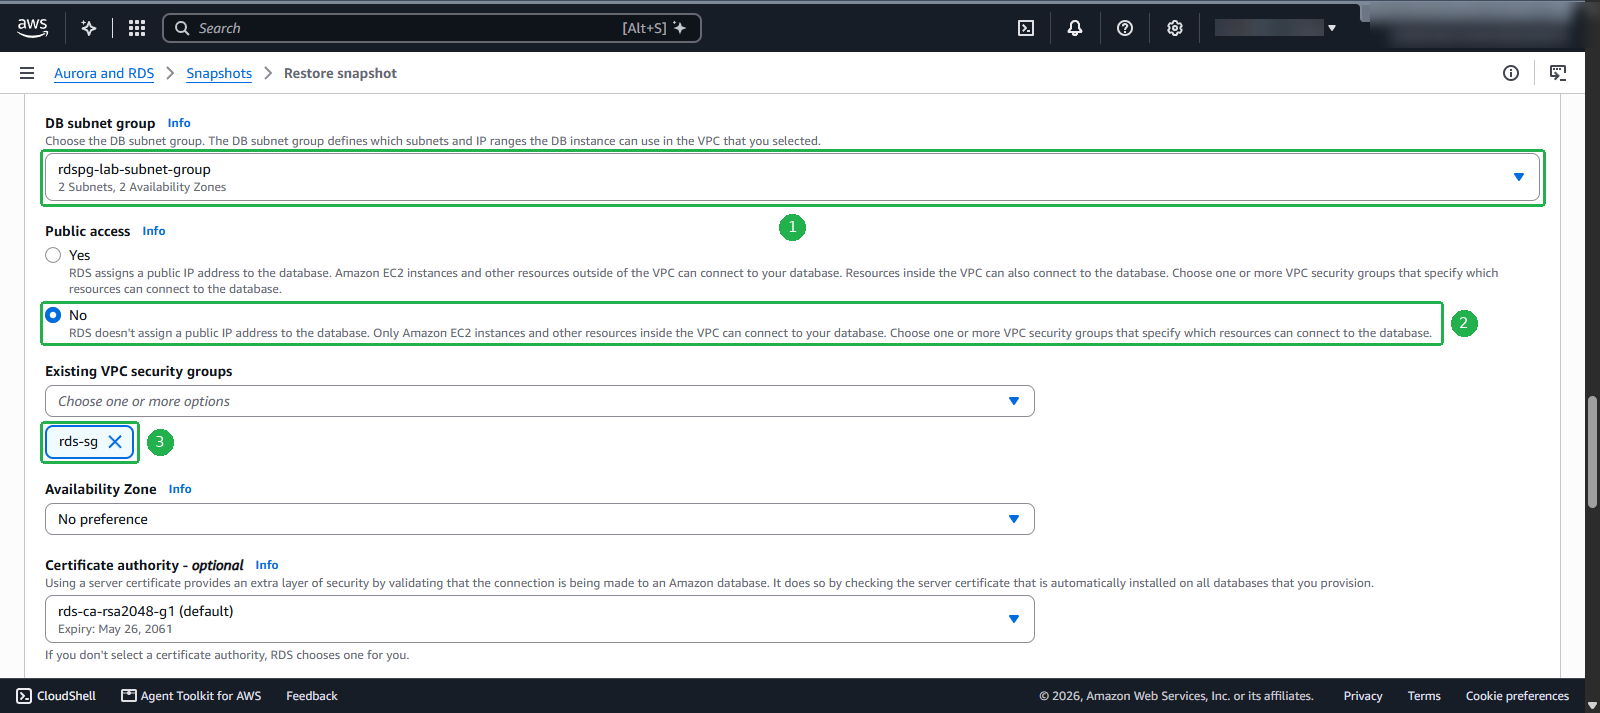 aws
Search [Alt+S]
Aurora and RDS > Snapshots > Restore snapshot
DB subnet group Info
Choose the DB subnet group. The DB subnet group defines which subnets and IP ranges the DB instance can use in the VPC that you selected.
rdspg-lab-subnet-group
2 Subnets, 2 Availability Zones
1
Public access Info
Yes
RDS assigns a public IP address to the database. Amazon EC2 instances and other resources outside of the VPC can connect to your database. Resources inside the VPC can also connect to the database. Choose one or more VPC security groups that specify which
resources can connect to the database.
No
RDS doesn't assign a public IP address to the database. Only Amazon EC2 instances and other resources inside the VPC can connect to your database. Choose one or more VPC security groups that specify which resources can connect to the database.
2
Existing VPC security groups
Choose one or more options
rds-sg
3
Availability Zone Info
No preference
Certificate authority - optional Info
Using a server certificate provides an extra layer of security by validating that the connection is being made to an Amazon database. It does so by checking the server certificate that is automatically installed on all databases that you provision.
rds-ca-rsa2048-g1 (default)
Expiry: May 26, 2061
If you don't select a certificate authority, RDS chooses one for you.
CloudShell Agent Toolkit for AWS Feedback © 2026, Amazon Web Services, Inc. or its affiliates. Privacy Terms Cookie preferences